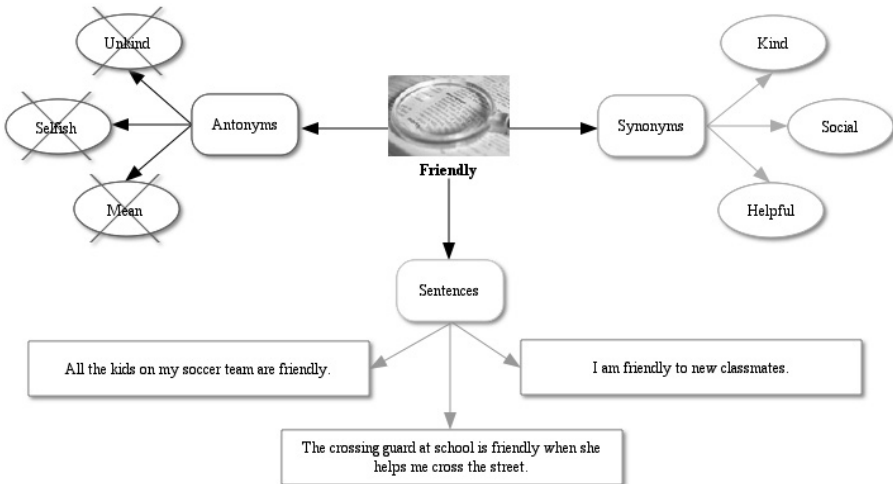 Unkind
Kind
Selfish
Antonyms
Synonyms
Social
Friendly
Mean
Helpful
Sentences
All the kids on my soccer team are friendly.
I am friendly to new classmates.
The crossing guard at school is friendly when she
helps me cross the street.